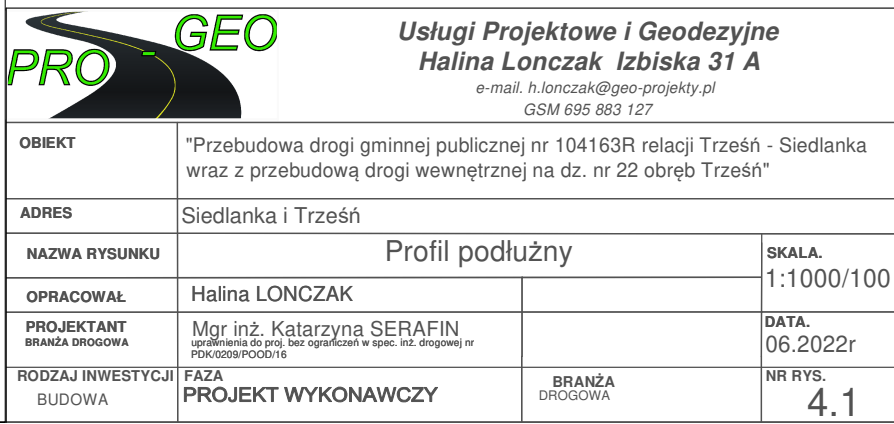 PRO - GEO
Usługi Projektowe i Geodezyjne
Halina Lonczak Izbiska 31 A
e-mail. h.lonczak@geo-projekty.pl
GSM 695 883 127
OBIEKT
"Przebudowa drogi gminnej publicznej nr 104163R relacji Trześń - Siedlanka
wraz z przebudową drogi wewnętrznej na dz. nr 22 obręb Trześń"
ADRES
Siedlanka i Trześń
NAZWA RYSUNKU
Profil podłużny
SKALA.
1:1000/100
OPRACOWAŁ
Halina LONCZAK
PROJEKTANT
BRANŻA DROGOWA
Mgr inż. Katarzyna SERAFIN
uprawnienia do proj. bez ograniczeń w spec. inż. drogowej nr
PDK/0209/POOD/16
DATA.
06.2022r
RODZAJ INWESTYCJI
BUDOWA
FAZA
PROJEKT WYKONAWCZY
BRANŻA
DROGOWA
NR RYS.
4.1